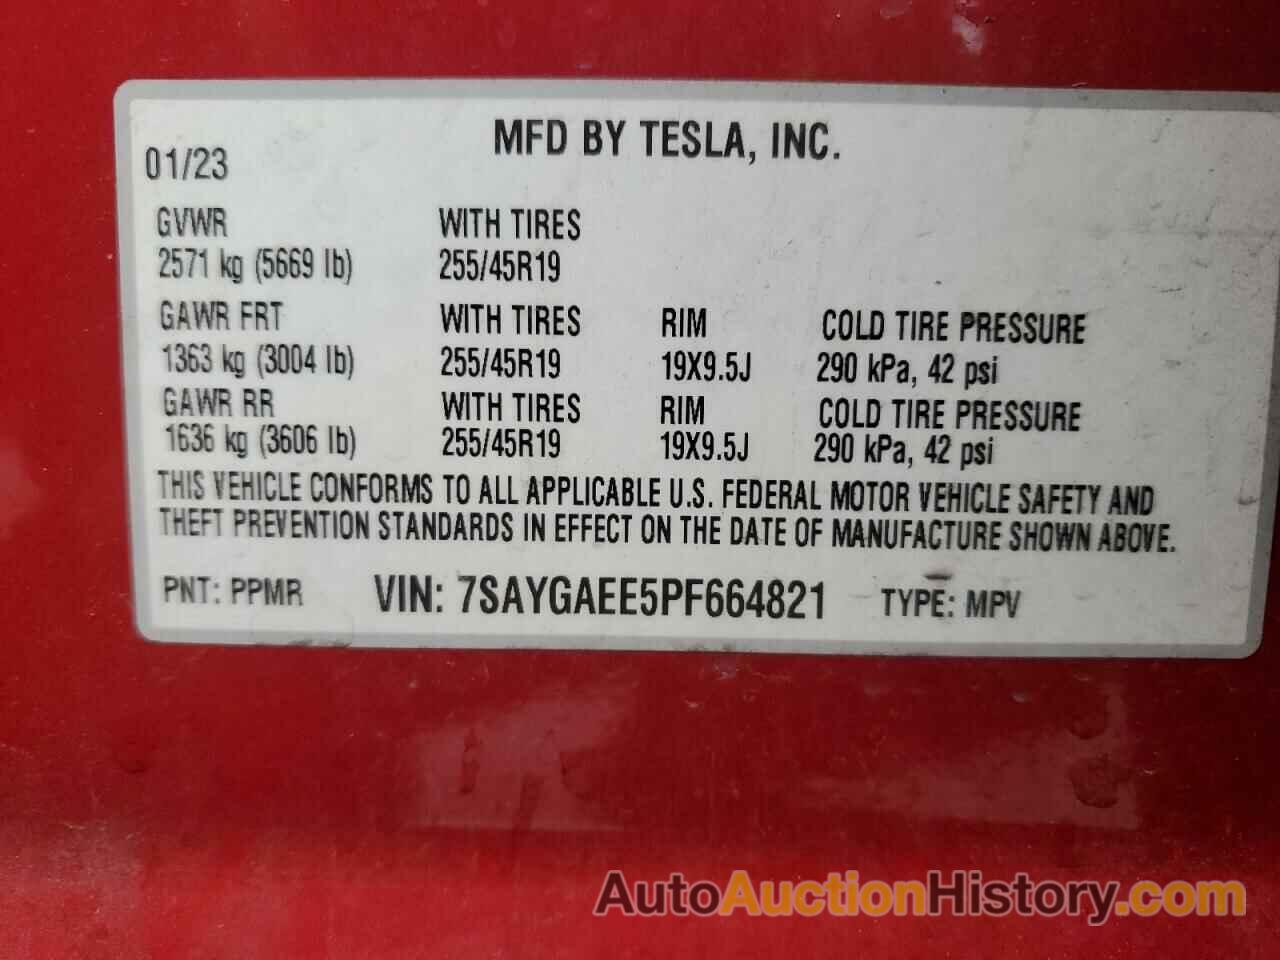 MFD BY TESLA, INC.
01/23
GVWR WITH TIRES
2571 kg (5669 lb) 255/45R19
GAWR FRT WITH TIRES RIM COLD TIRE PRESSURE
1363 kg (3004 lb) 255/45R19 19X9.5J 290 kPa, 42 psi
GAWR RR WITH TIRES RIM COLD TIRE PRESSURE
1636 kg (3606 lb) 255/45R19 19X9.5J 290 kPa, 42 psi
THIS VEHICLE CONFORMS TO ALL APPLICABLE U.S. FEDERAL MOTOR VEHICLE SAFETY AND
THEFT PREVENTION STANDARDS IN EFFECT ON THE DATE OF MANUFACTURE SHOWN ABOVE.
PNT: PPMR VIN: 7SAYGAEE5PF664821 TYPE: MPV
AutoAuctionHistory.com